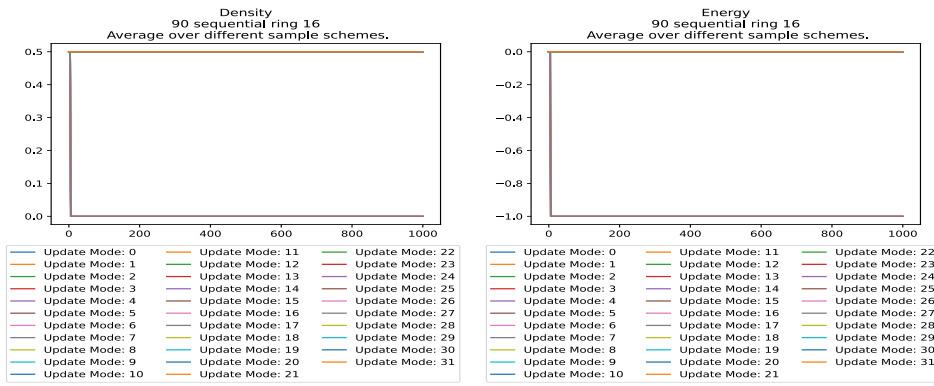 Density
90 sequential ring 16
Average over different sample schemes.
0.5
0.4
0.3
0.2
0.1
0.0
0
200
400
600
800
1000
Update Mode: 0
Update Mode: 1
Update Mode: 2
Update Mode: 3
Update Mode: 4
Update Mode: 5
Update Mode: 6
Update Mode: 7
Update Mode: 8
Update Mode: 9
Update Mode: 10
Update Mode: 11
Update Mode: 12
Update Mode: 13
Update Mode: 14
Update Mode: 15
Update Mode: 16
Update Mode: 17
Update Mode: 18
Update Mode: 19
Update Mode: 20
Update Mode: 21
Update Mode: 22
Update Mode: 23
Update Mode: 24
Update Mode: 25
Update Mode: 26
Update Mode: 27
Update Mode: 28
Update Mode: 29
Update Mode: 30
Update Mode: 31
Energy
90 sequential ring 16
Average over different sample schemes.
0.0
−0.2
−0.4
−0.6
−0.8
−1.0
0
200
400
600
800
1000
Update Mode: 0
Update Mode: 1
Update Mode: 2
Update Mode: 3
Update Mode: 4
Update Mode: 5
Update Mode: 6
Update Mode: 7
Update Mode: 8
Update Mode: 9
Update Mode: 10
Update Mode: 11
Update Mode: 12
Update Mode: 13
Update Mode: 14
Update Mode: 15
Update Mode: 16
Update Mode: 17
Update Mode: 18
Update Mode: 19
Update Mode: 20
Update Mode: 21
Update Mode: 22
Update Mode: 23
Update Mode: 24
Update Mode: 25
Update Mode: 26
Update Mode: 27
Update Mode: 28
Update Mode: 29
Update Mode: 30
Update Mode: 31